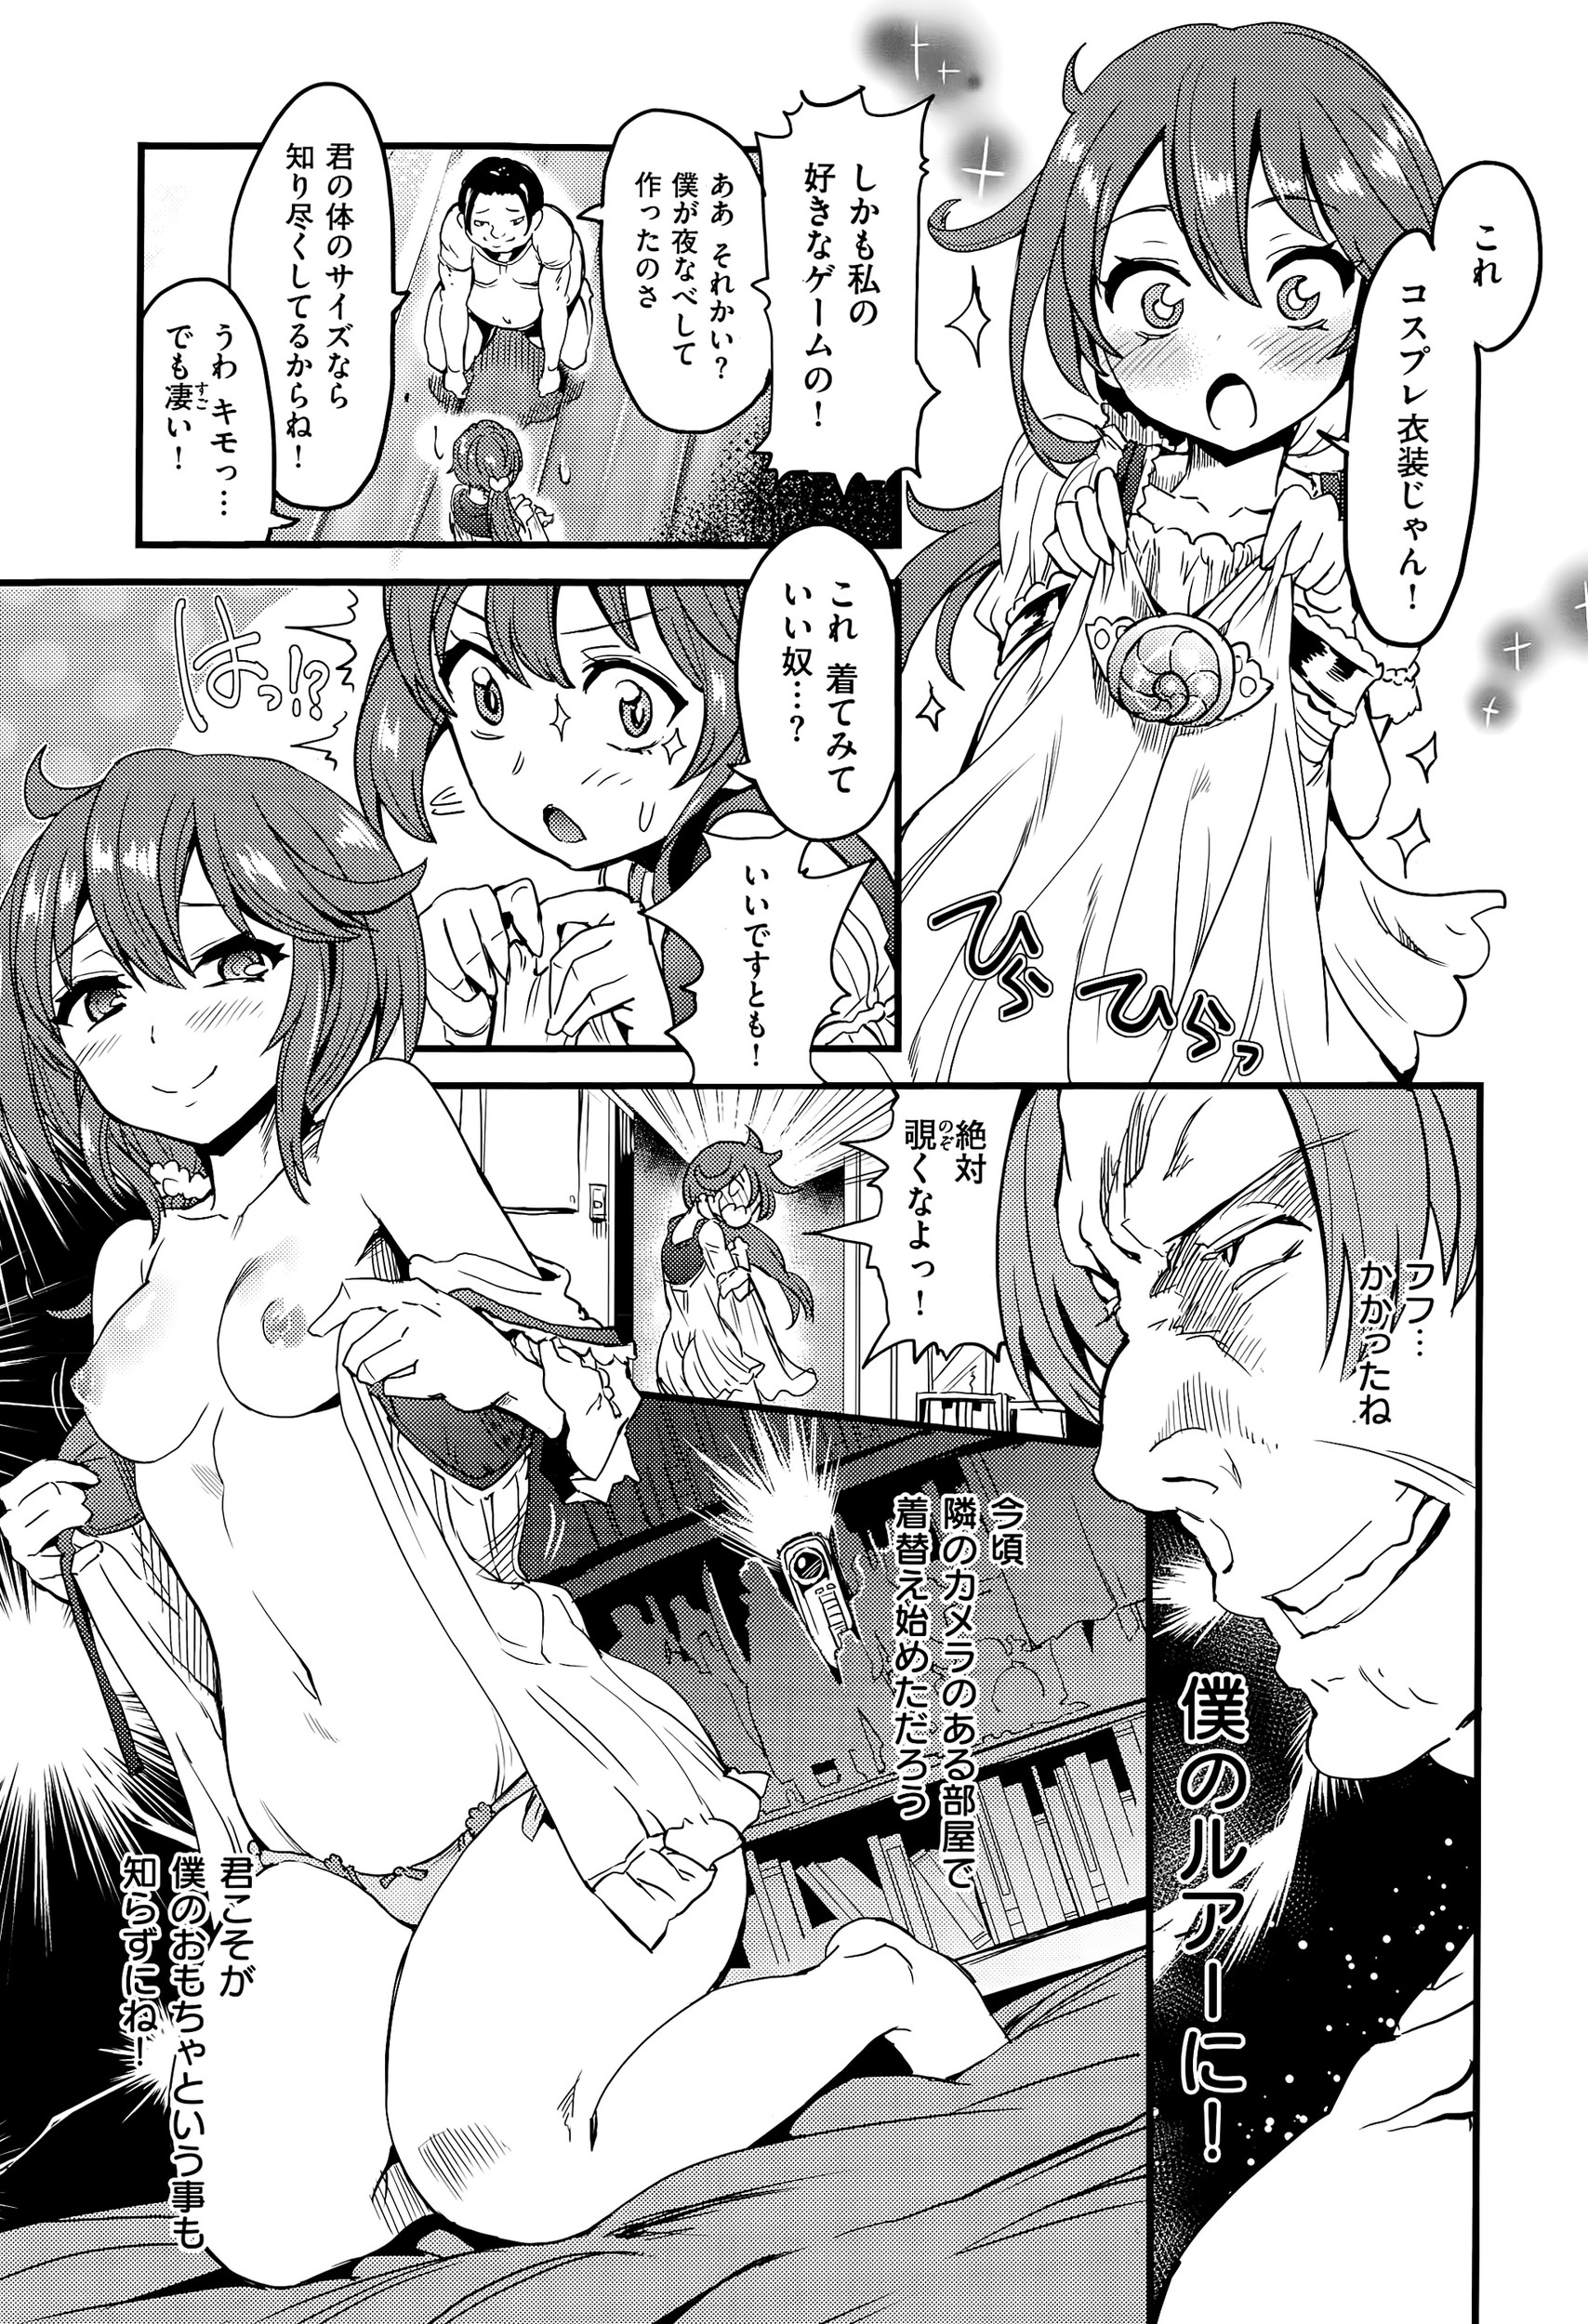 これ
コスプレ衣装じゃん！
しかも私の
好きなゲームの！
ひら
ひらっ
ああ それかい？
僕が夜なべして
作ったのさ
君の体のサイズなら
知り尽くしてるからね！
うわ キモっ…
でも凄い！
すご
これ 着てみて
いい奴…？
はっ!?
いいですとも！
フフ…
かかったね
僕のルアーに！
絶対
覗くなよっ！
のぞ
今頃
隣のカメラのある部屋で
着替え始めただろう
君こそが
僕のおもちゃという事も
知らずにね！